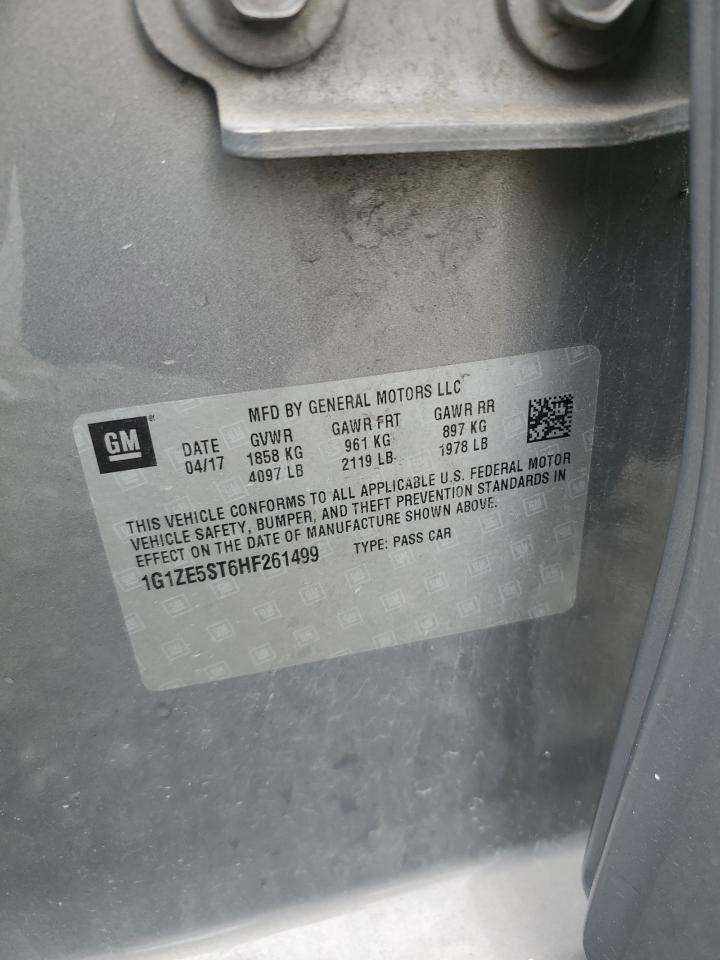 MFD BY GENERAL MOTORS LLC
GM®
DATE GVWR GAWR FRT GAWR RR
04/17 1858 KG 961 KG 897 KG
4097 LB 2119 LB 1978 LB
THIS VEHICLE CONFORMS TO ALL APPLICABLE U.S. FEDERAL MOTOR
VEHICLE SAFETY, BUMPER, AND THEFT PREVENTION STANDARDS IN
EFFECT ON THE DATE OF MANUFACTURE SHOWN ABOVE.
1G1ZE5ST6HF261499 TYPE: PASS CAR